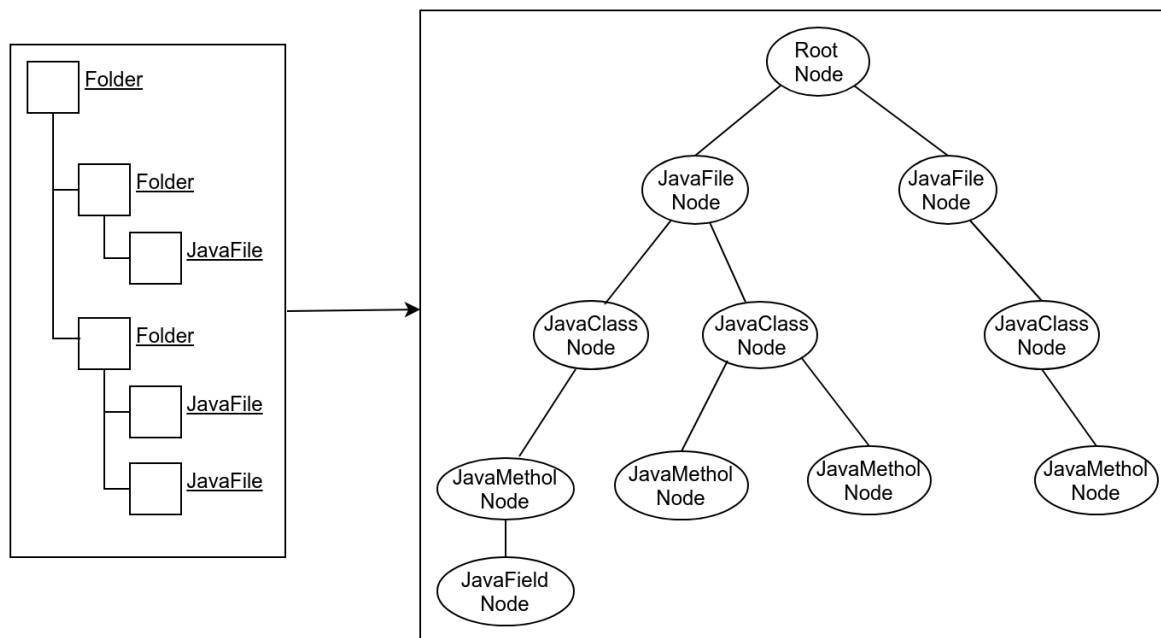 Folder
Folder
JavaFile
Folder
JavaFile
JavaFile
Root
Node
JavaFile
Node
JavaFile
Node
JavaClass
Node
JavaClass
Node
JavaClass
Node
JavaMethol
Node
JavaMethol
Node
JavaMethol
Node
JavaMethol
Node
JavaField
Node